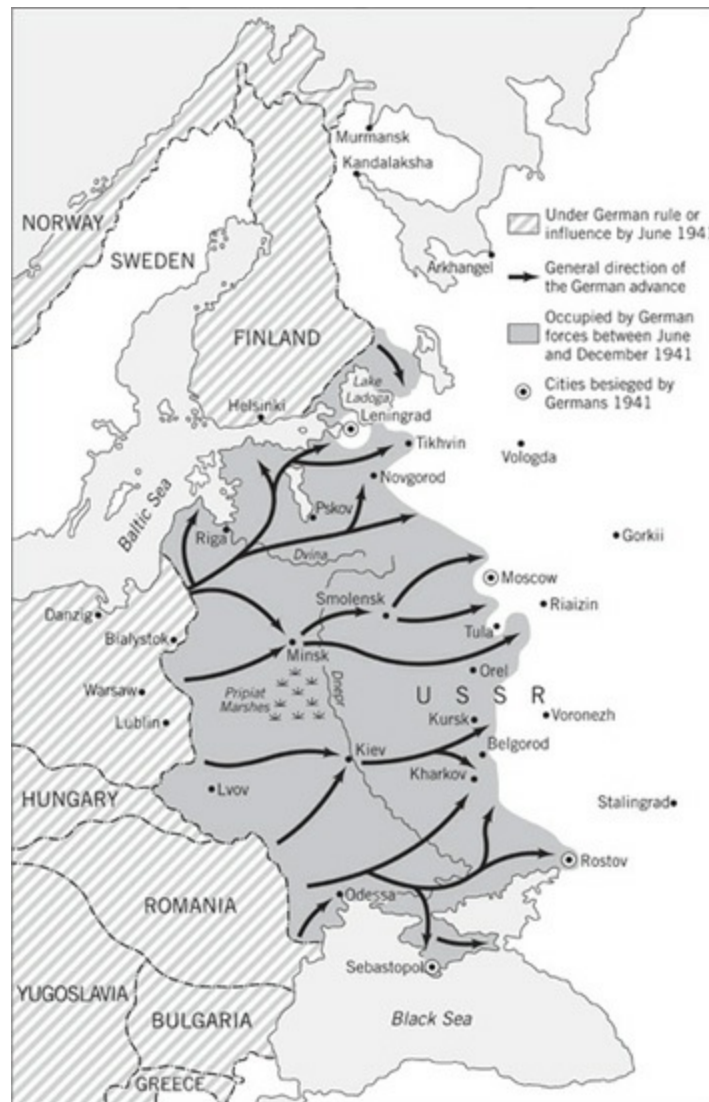 Murmansk
Kandalaksha
NORWAY
SWEDEN
Under German rule or
influence by June 1941
Arkhangel
General direction of
the German advance
FINLAND
Occupied by German
forces between June
and December 1941
Lake
Ladoga
Helsinki
Leningrad
Cities besieged by
Germans 1941
Tikhvin
Vologda
Novgorod
Baltic Sea
Pskov
Riga
Gorkii
Dvina
Moscow
Danzig
Smolensk
Riaizin
Białystok
Tula
Minsk
Orel
Warsaw
Pripiat
Marshes
Dnepr
USSR
Lublin
Kursk
Voronezh
Kiev
Belgorod
HUNGARY
Lvov
Kharkov
Stalingrad
Rostov
ROMANIA
Odessa
Sebastopol
YUGOSLAVIA
BULGARIA
Black Sea
GREECE